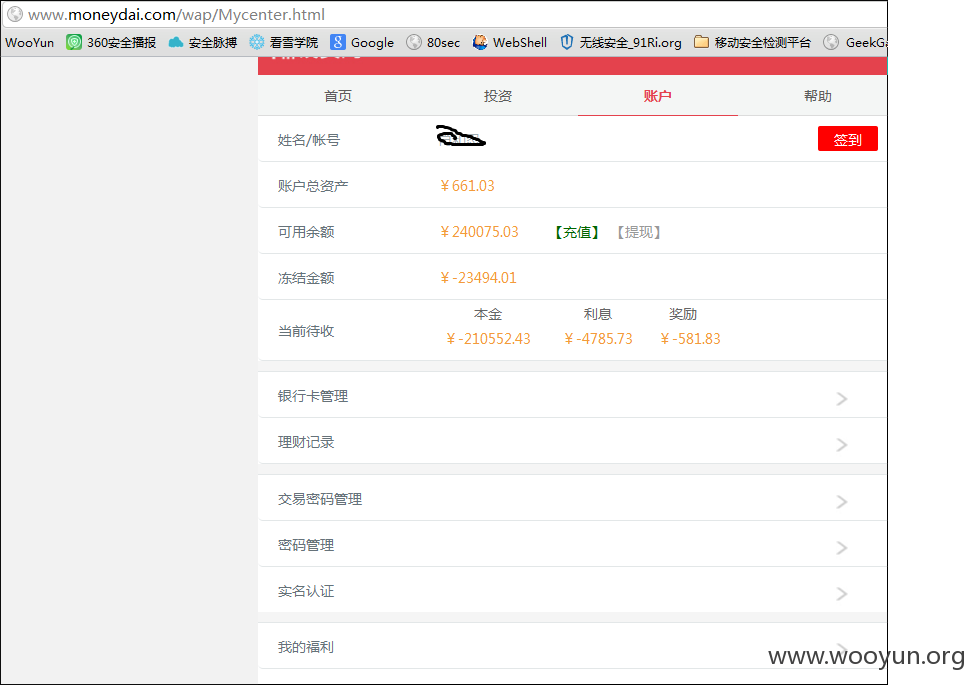 www.moneydai.com/wap/Mycenter.html
WooYun 360安全播报 安全脉搏 看雪学院 Google 80sec WebShell 无线安全_91Ri.org 移动安全检测平台 GeekGa
首页 投资 账户 帮助
姓名/帐号 签到
账户总资产 ¥661.03
可用余额 ¥240075.03 【充值】 【提现】
冻结金额 ¥-23494.01
本金 利息 奖励
当前待收
¥-210552.43 ¥-4785.73 ¥-581.83
银行卡管理
理财记录
交易密码管理
密码管理
实名认证
我的福利
www.wooyun.org